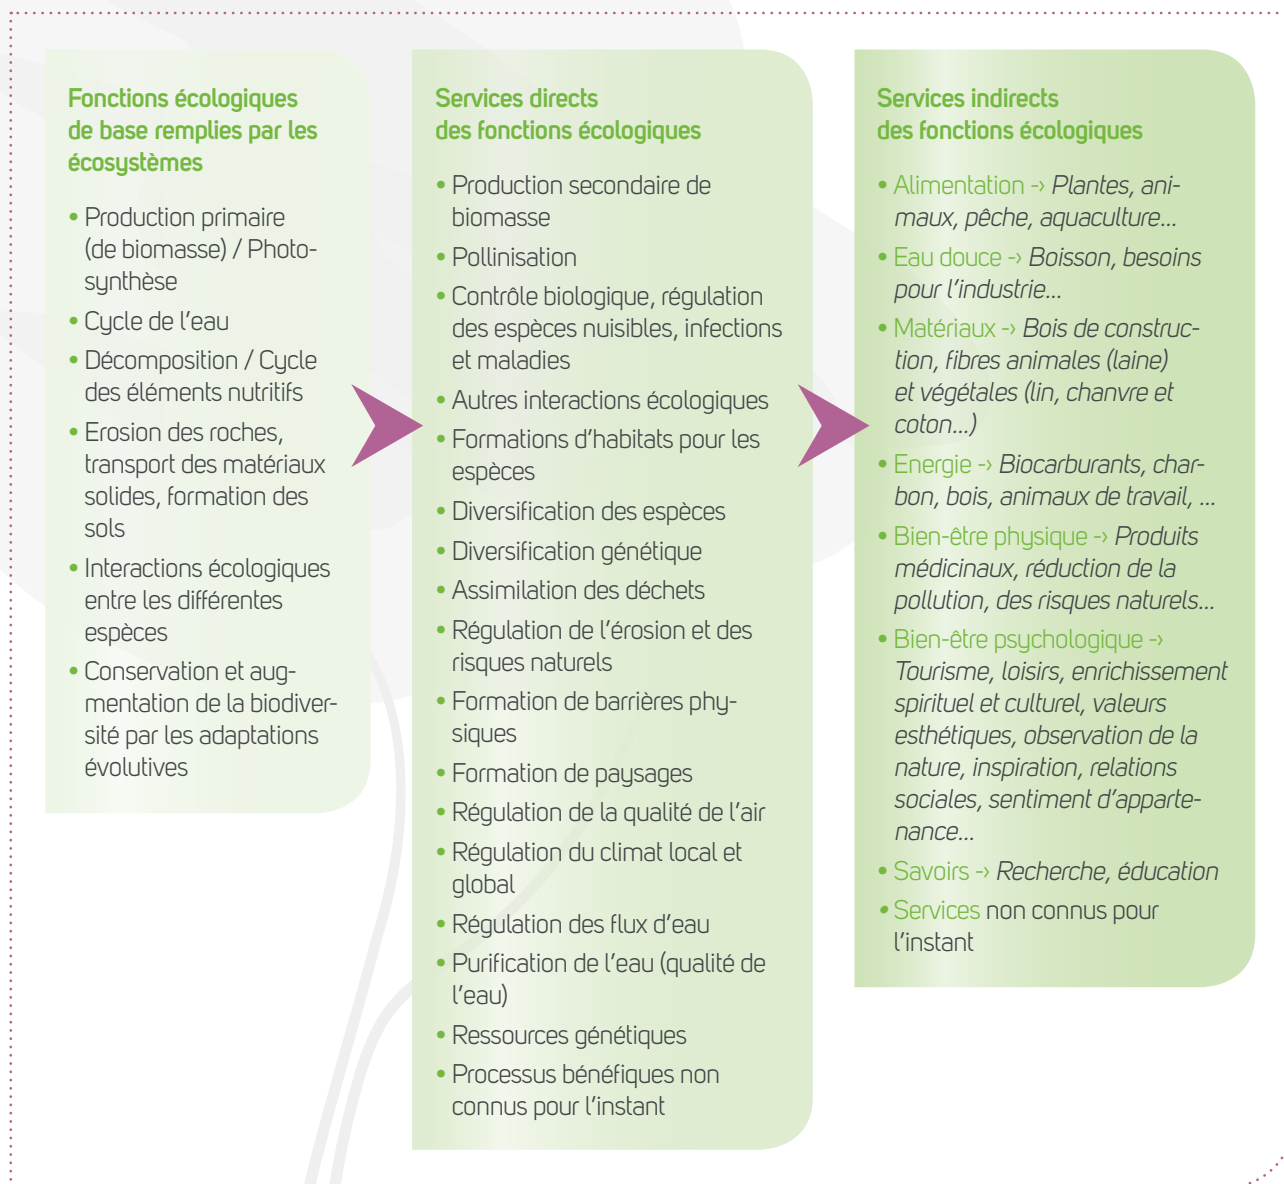 Fonctions écologiques
de base remplies par les
écosystèmes
• Production primaire
(de biomasse) / Photo-
synthèse
• Cycle de l’eau
• Décomposition / Cycle
des éléments nutritifs
• Erosion des roches,
transport des matériaux
solides, formation des
sols
• Interactions écologiques
entre les différentes
espèces
• Conservation et aug-
mentation de la biodiver-
sité par les adaptations
évolutives
Services directs
des fonctions écologiques
• Production secondaire de
biomasse
• Pollinisation
• Contrôle biologique, régulation
des espèces nuisibles, infections
et maladies
• Autres interactions écologiques
• Formations d’habitats pour les
espèces
• Diversification des espèces
• Diversification génétique
• Assimilation des déchets
• Régulation de l’érosion et des
risques naturels
• Formation de barrières phy-
siques
• Formation de paysages
• Régulation de la qualité de l’air
• Régulation du climat local et
global
• Régulation des flux d’eau
• Purification de l’eau (qualité de
l’eau)
• Ressources génétiques
• Processus bénéfiques non
connus pour l’instant
Services indirects
des fonctions écologiques
• Alimentation -› Plantes, ani-
maux, pêche, aquaculture...
• Eau douce -› Boisson, besoins
pour l’industrie...
• Matériaux -› Bois de construc-
tion, fibres animales (laine)
et végétales (lin, chanvre et
coton...)
• Energie -› Biocarburants, char-
bon, bois, animaux de travail, ...
• Bien-être physique -› Produits
médicinaux, réduction de la
pollution, des risques naturels...
• Bien-être psychologique -›
Tourisme, loisirs, enrichissement
spirituel et culturel, valeurs
esthétiques, observation de la
nature, inspiration, relations
sociales, sentiment d’apparte-
nance...
• Savoirs -› Recherche, éducation
• Services non connus pour
l’instant